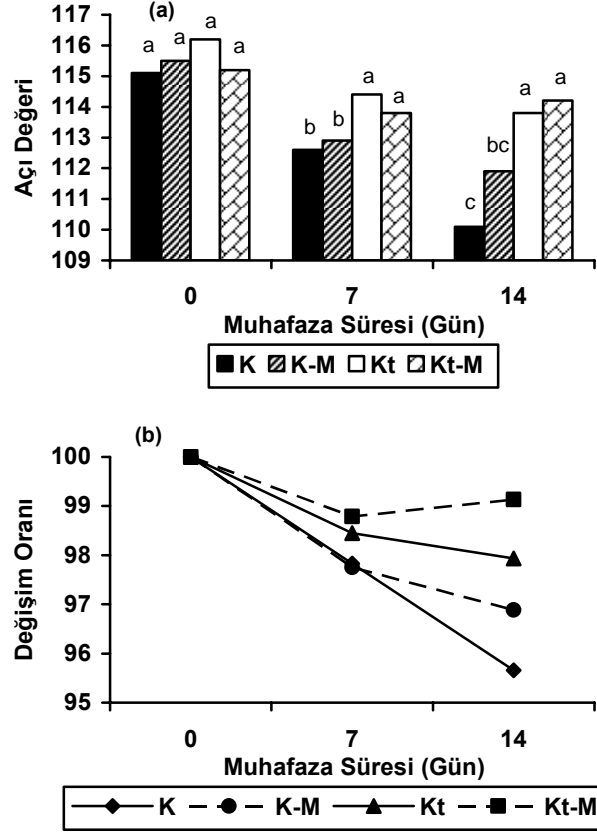 (a)
Açı Değeri
117
116
115
114
113
112
111
110
109
a a a a
b b a a
c bc a a
0 7 14
Muhafaza Süresi (Gün)
K K-M Kt Kt-M
(b)
Değişim Oranı
100
99
98
97
96
95
0 7 14
Muhafaza Süresi (Gün)
K K-M Kt Kt-M